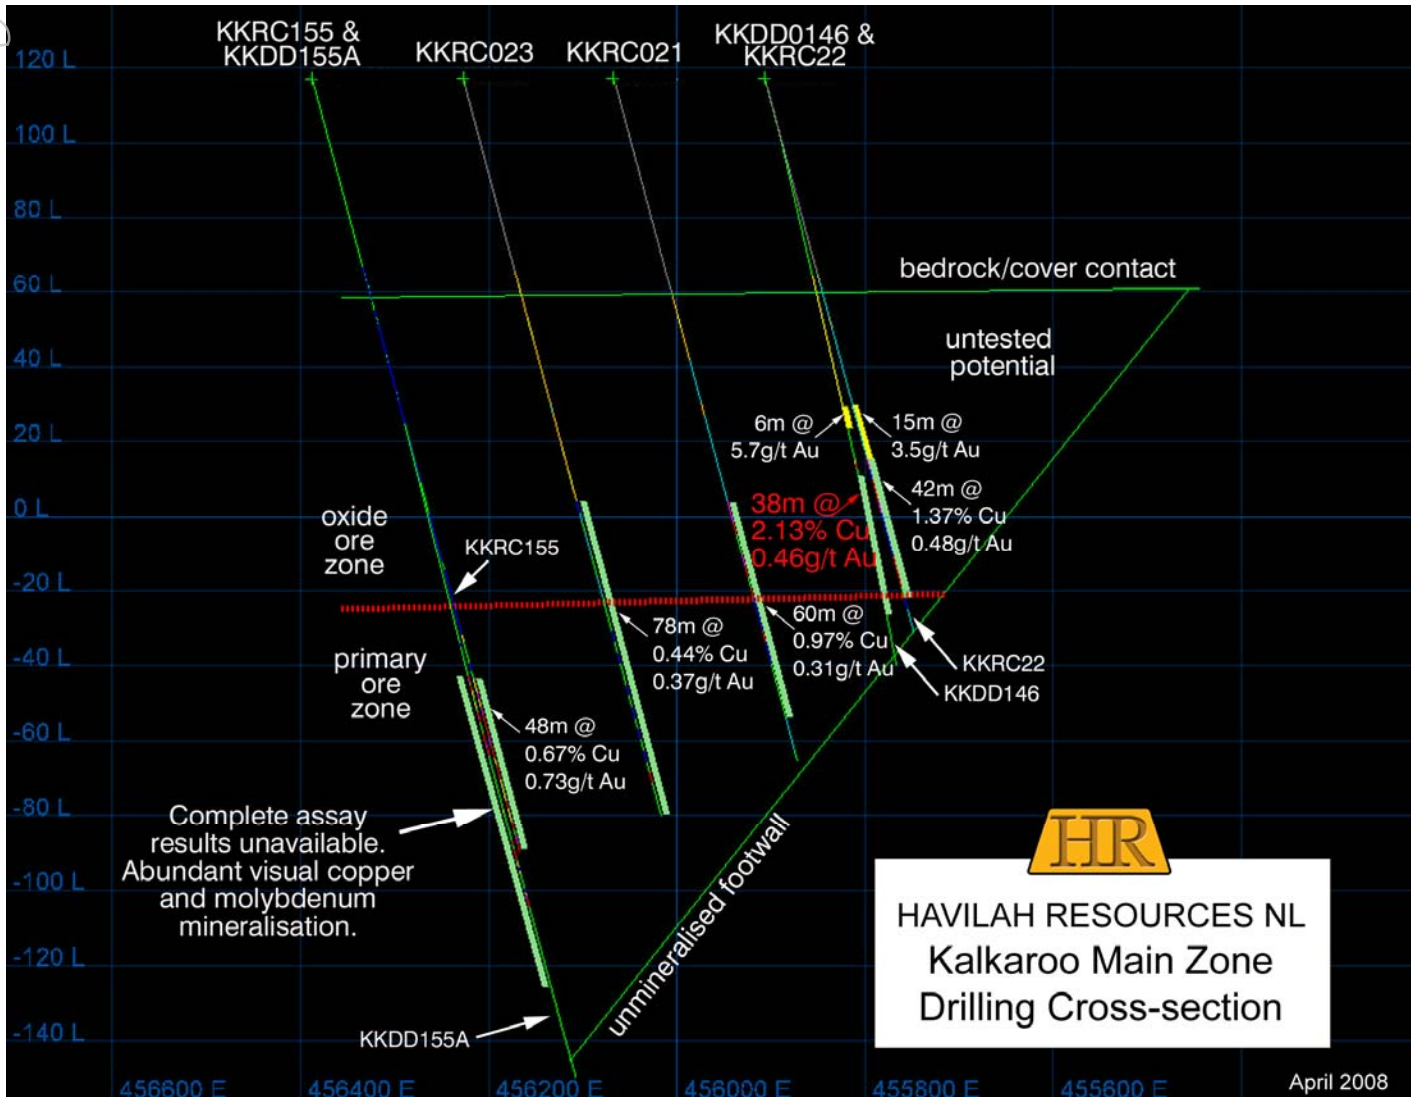 KKRC155 &
KKDD155A
KKRC023
KKRC021
KKDD0146 &
KKRC22
120 L
100 L
80 L
60 L
40 L
20 L
0 L
-20 L
-40 L
-60 L
-80 L
-100 L
-120 L
-140 L
bedrock/cover contact
untested
potential
6m @
5.7g/t Au
15m @
3.5g/t Au
38m @
2.13% Cu
0.46g/t Au
42m @
1.37% Cu
0.48g/t Au
oxide
ore
zone
KKRC155
primary
ore
zone
78m @
0.44% Cu
0.37g/t Au
60m @
0.97% Cu
0.31g/t Au
KKRC22
KKDD146
48m @
0.67% Cu
0.73g/t Au
Complete assay
results unavailable.
Abundant visual copper
and molybdenum
mineralisation.
KKDD155A
unmineralised footwall
HR
HAVILAH RESOURCES NL
Kalkaroo Main Zone
Drilling Cross-section
456600 E
456400 E
456200 E
456000 E
455800 E
455600 E
April 2008